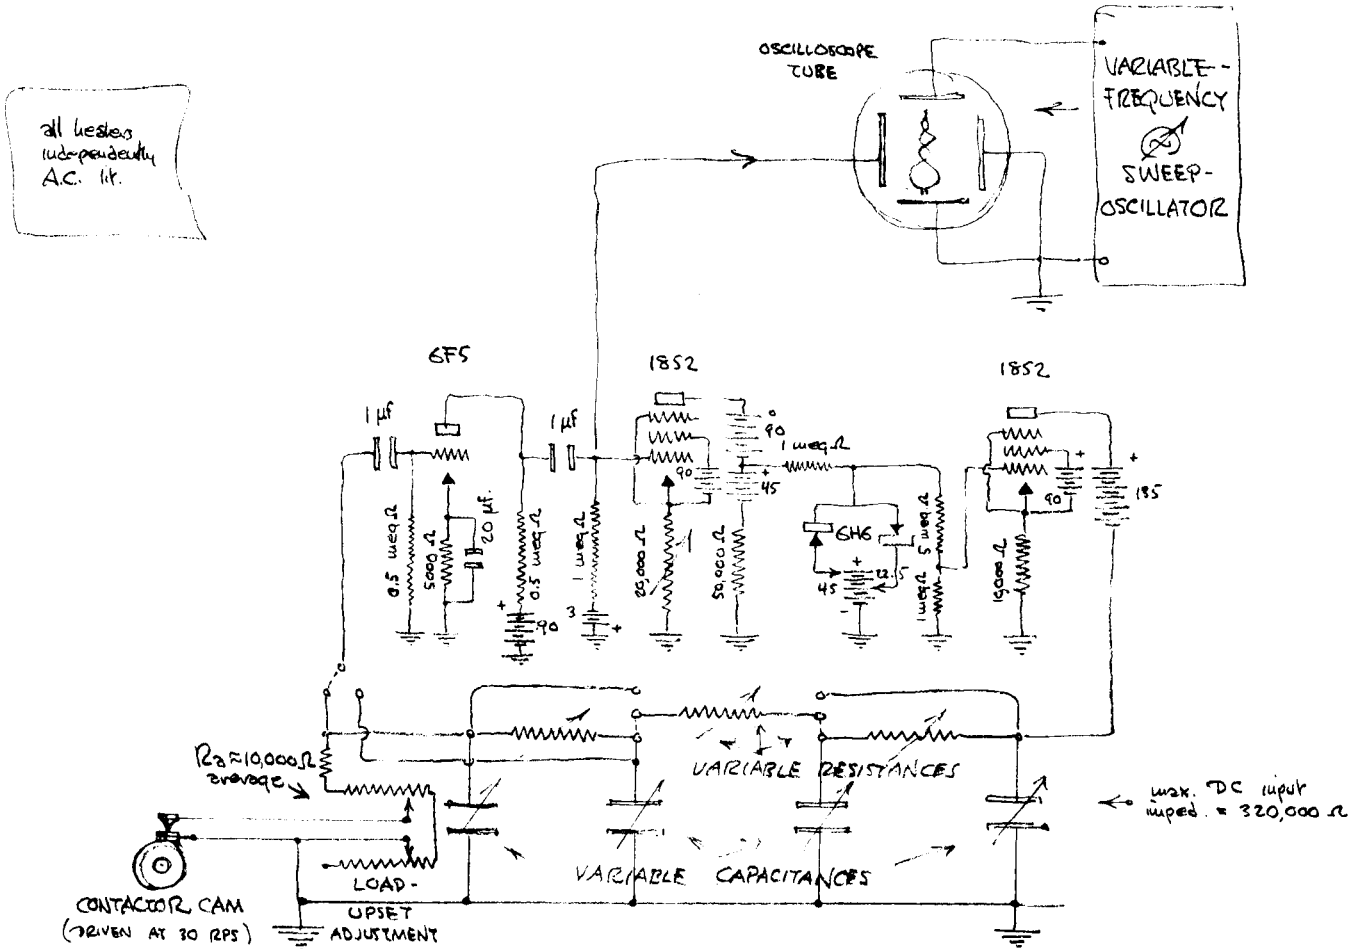 OSCILLOSCOPE
TUBE
VARIABLE-
FREQUENCY
SWEEP-
OSCILLATOR
all heaters
independently
A.C. lit.
6F5
1852
1852
1 µf
1 µf
90
1 meg Ω
90
45
90
185
20 µf.
0.5 meg Ω
5000 Ω
0.5 meg Ω
1 meg Ω
20,000 Ω
50,000 Ω
6H6
45
22.5
.5 meg Ω
1 meg Ω
10,000 Ω
90
3
Ra ≈ 10,000 Ω
average
VARIABLE RESISTANCES
max. DC input
imped. = 320,000 Ω
VARIABLE CAPACITANCES
LOAD-
UPSET
ADJUSTMENT
CONTACTOR CAM
(DRIVEN AT 30 RPS)